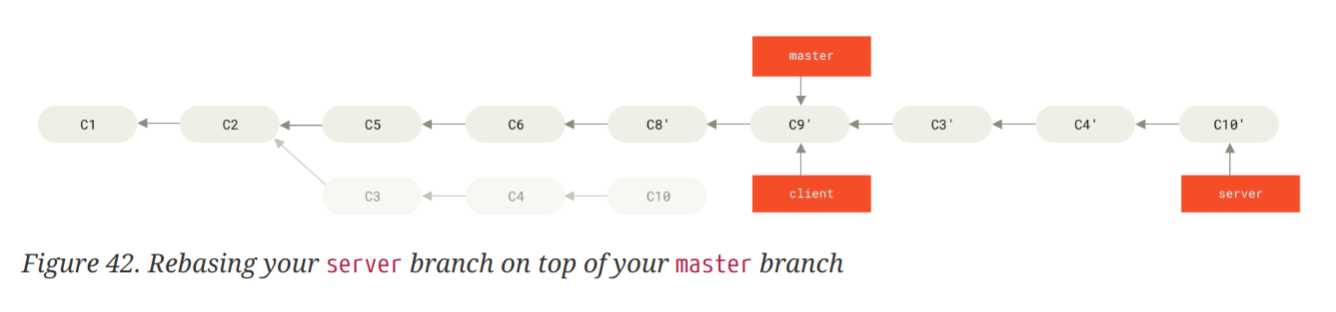 master
C1 C2 C5 C6 C8' C9' C3' C4' C10'
C3 C4 C10 client server
Figure 42. Rebasing your server branch on top of your master branch